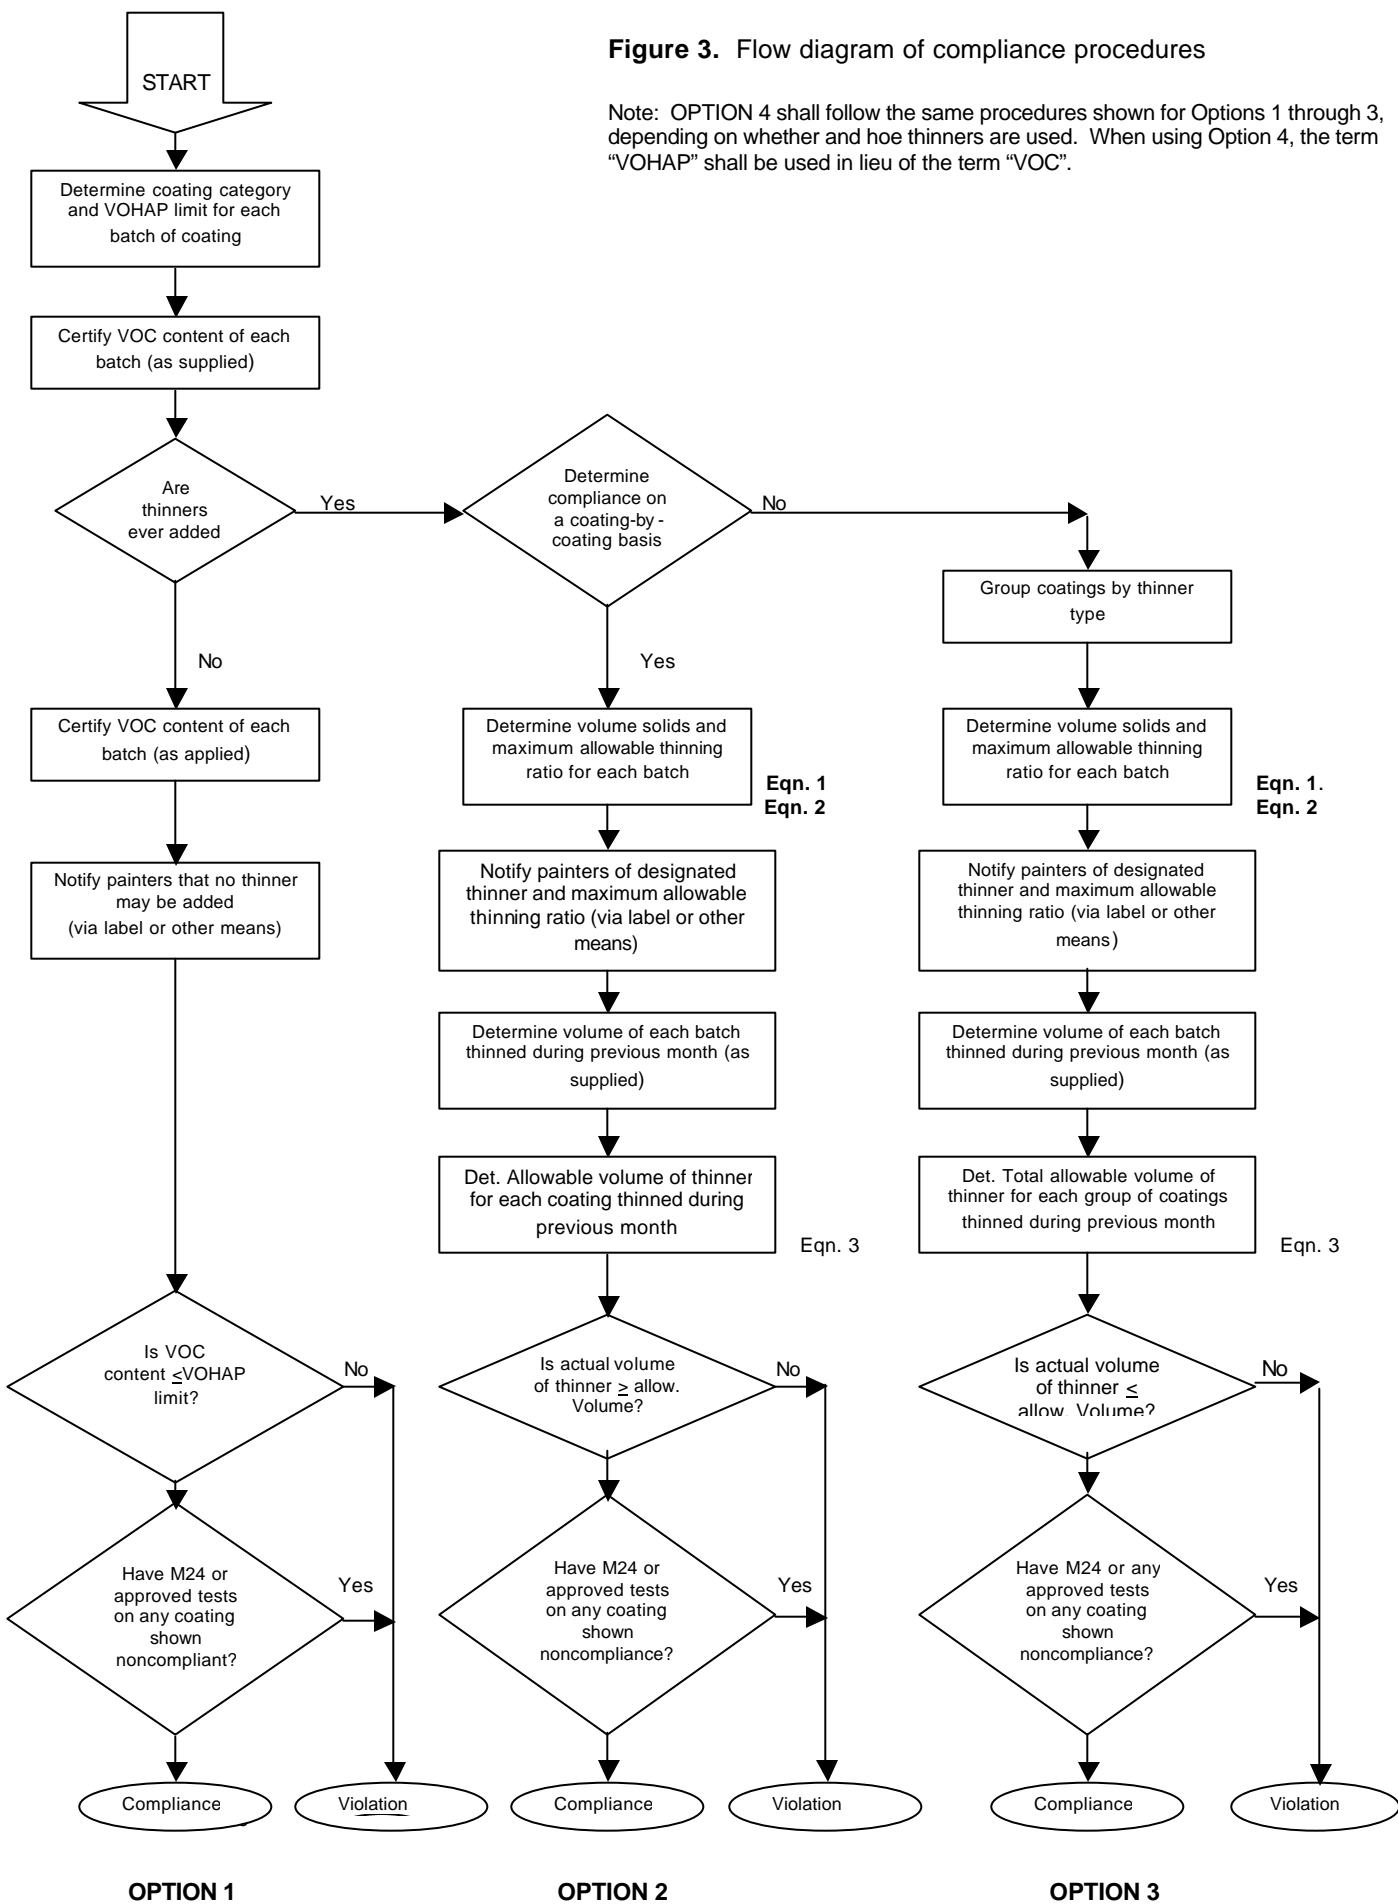 START
Figure 3. Flow diagram of compliance procedures
Note: OPTION 4 shall follow the same procedures shown for Options 1 through 3,
depending on whether and hoe thinners are used. When using Option 4, the term
“VOHAP” shall be used in lieu of the term “VOC”.
Determine coating category
and VOHAP limit for each
batch of coating
Certify VOC content of each
batch (as supplied)
Are
thinners
ever added
Yes
No
Determine
compliance on
a coating-by -
coating basis
No
Yes
Certify VOC content of each
batch (as applied)
Notify painters that no thinner
may be added
(via label or other means)
Is VOC
content ≤VOHAP
limit?
No
Have M24 or
approved tests
on any coating
shown
noncompliant?
Yes
Compliance
Violation
OPTION 1
Determine volume solids and
maximum allowable thinning
ratio for each batch
Eqn. 1
Eqn. 2
Notify painters of designated
thinner and maximum allowable
thinning ratio (via label or other
means)
Determine volume of each batch
thinned during previous month (as
supplied)
Det. Allowable volume of thinner
for each coating thinned during
previous month
Eqn. 3
Is actual volume
of thinner ≥ allow.
Volume?
No
Have M24 or
approved tests
on any coating
shown
noncompliance?
Yes
Compliance
Violation
OPTION 2
Group coatings by thinner
type
Determine volume solids and
maximum allowable thinning
ratio for each batch
Eqn. 1.
Eqn. 2
Notify painters of designated
thinner and maximum allowable
thinning ratio (via label or other
means)
Determine volume of each batch
thinned during previous month (as
supplied)
Det. Total allowable volume of
thinner for each group of coatings
thinned during previous month
Eqn. 3
Is actual volume
of thinner ≤
allow. Volume?
No
Have M24 or any
approved tests
on any coating
shown
noncompliance?
Yes
Compliance
Violation
OPTION 3